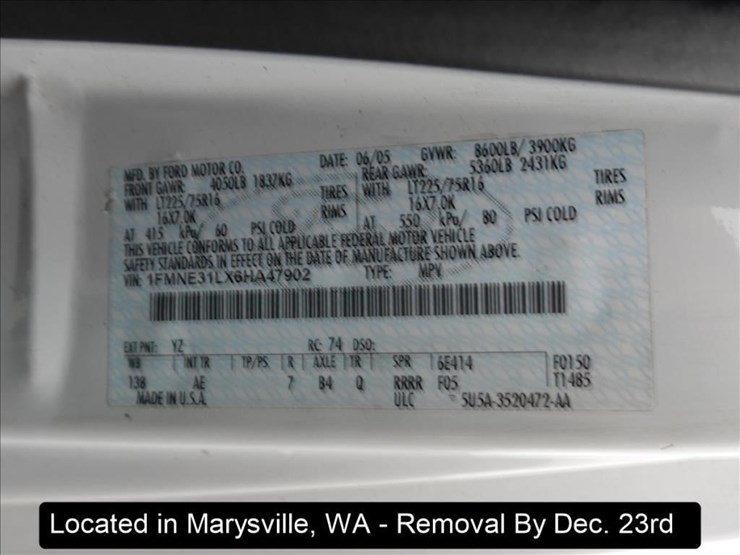 MFD. BY FORD MOTOR CO.
DATE: 06/05 GVWR: 8600LB/ 3900KG
FRONT GAWR: 4050LB 1837KG
REAR GAWR: 5360LB 2431KG
WITH LT225/75R16 TIRES
WITH LT225/75R16 TIRES
16X7.0K RIMS
16X7.0K RIMS
AT 415 kPa/ 60 PSI COLD
AT 550 kPa/ 80 PSI COLD
THIS VEHICLE CONFORMS TO ALL APPLICABLE FEDERAL MOTOR VEHICLE
SAFETY STANDARDS IN EFFECT ON THE DATE OF MANUFACTURE SHOWN ABOVE.
VIN: 1FMNE31LX6HA47902 TYPE: MPV
EXT PNT: YZ RC: 74 DSO:
WB INT TR TP/PS R AXLE TR SPR 6E414 F0150
138 AE 7 B4 Q RRRR F05 T1485
MADE IN U.S.A. ULC 5U5A-3520472-AA
Located in Marysville, WA - Removal By Dec. 23rd